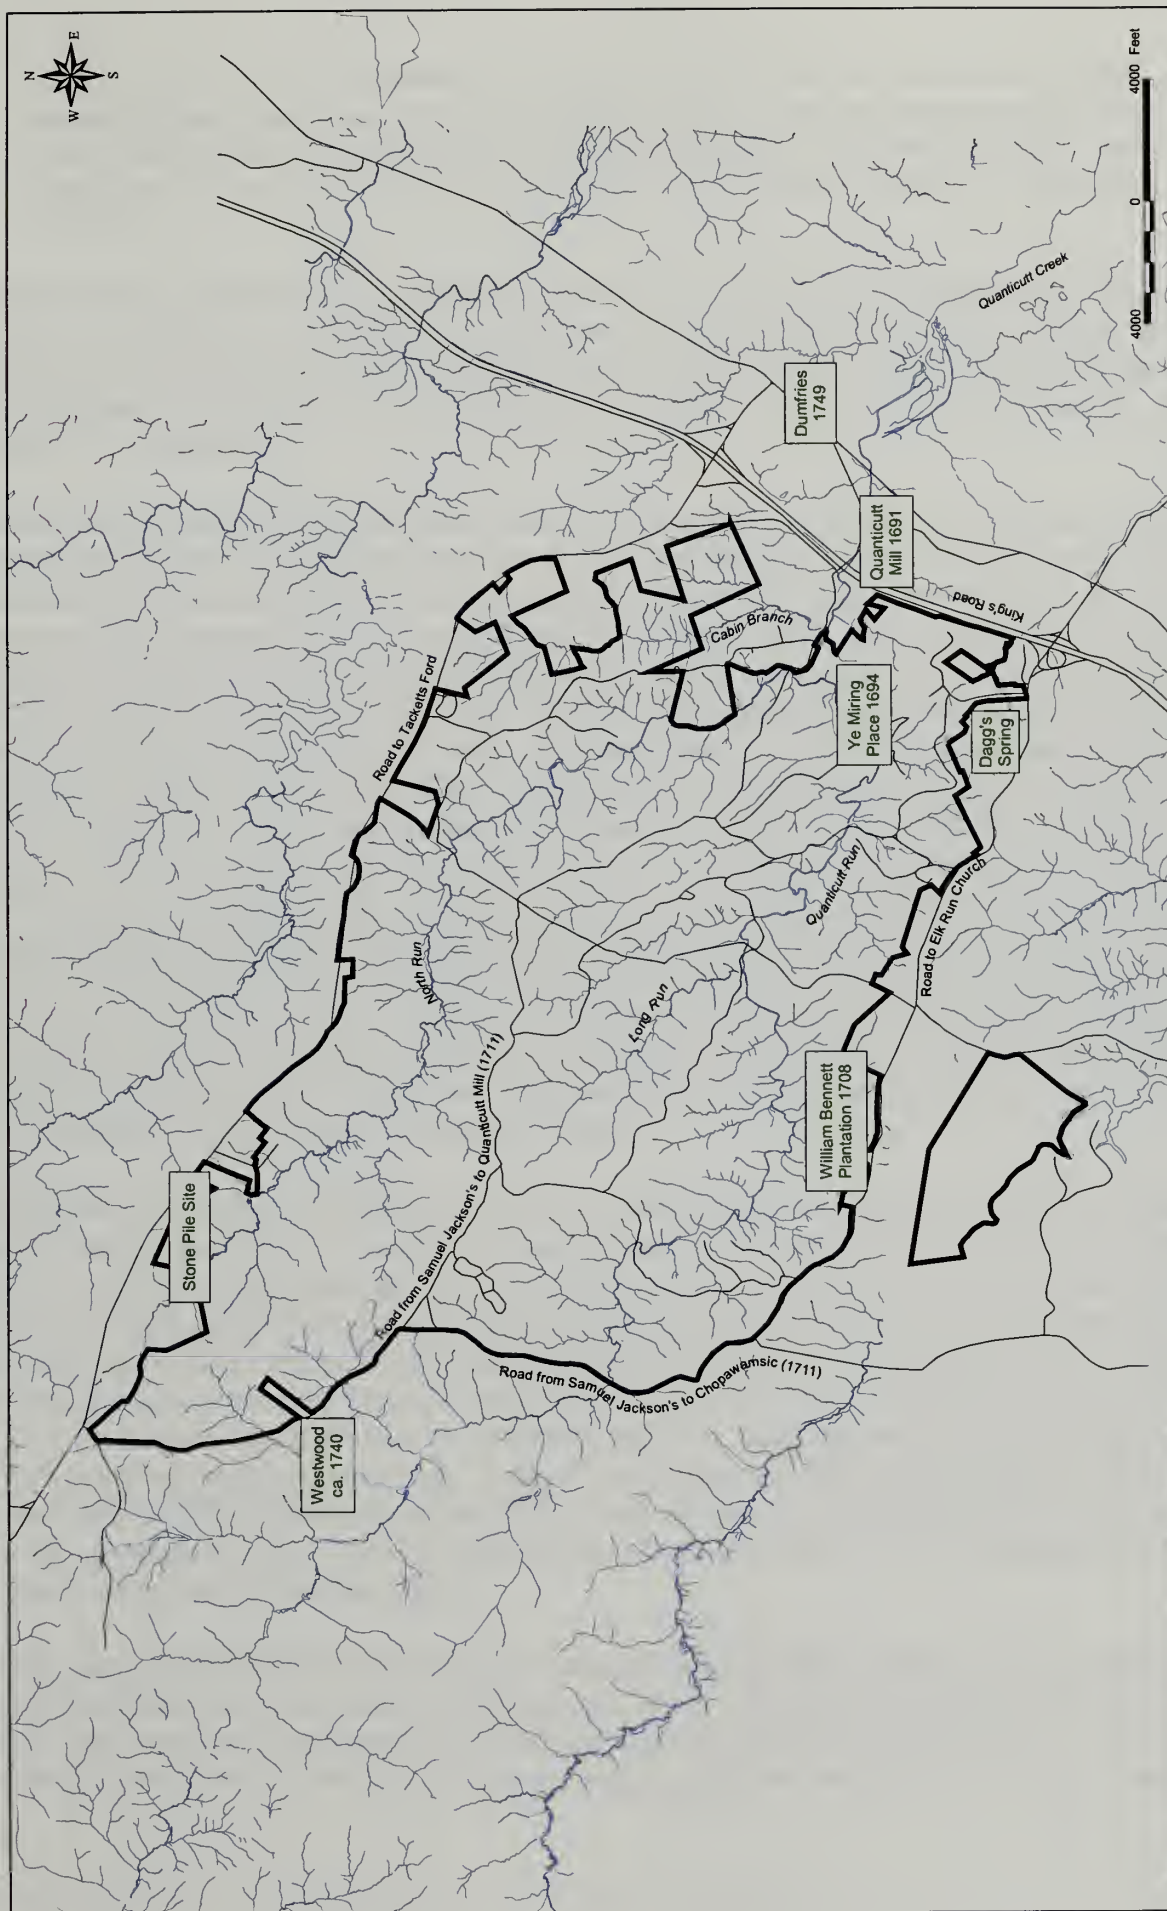 N
W
E
S
Stone Pile Site
Westwood
ca. 1740
Road to Tacketts Ford
North Run
Road from Samuel Jackson's to Quanticutt Mill (1711)
Road from Samuel Jackson's to Chopawamsic (1711)
Long Run
Cabin Branch
William Bennett
Plantation 1708
Quanticutt Run
Road to Elk Run Church
Ye Miring
Place 1694
Dagg's
Spring
Quanticutt
Mill 1691
King's Road
Dumfries
1749
Quanticutt Creek
4000
0
4000 Feet